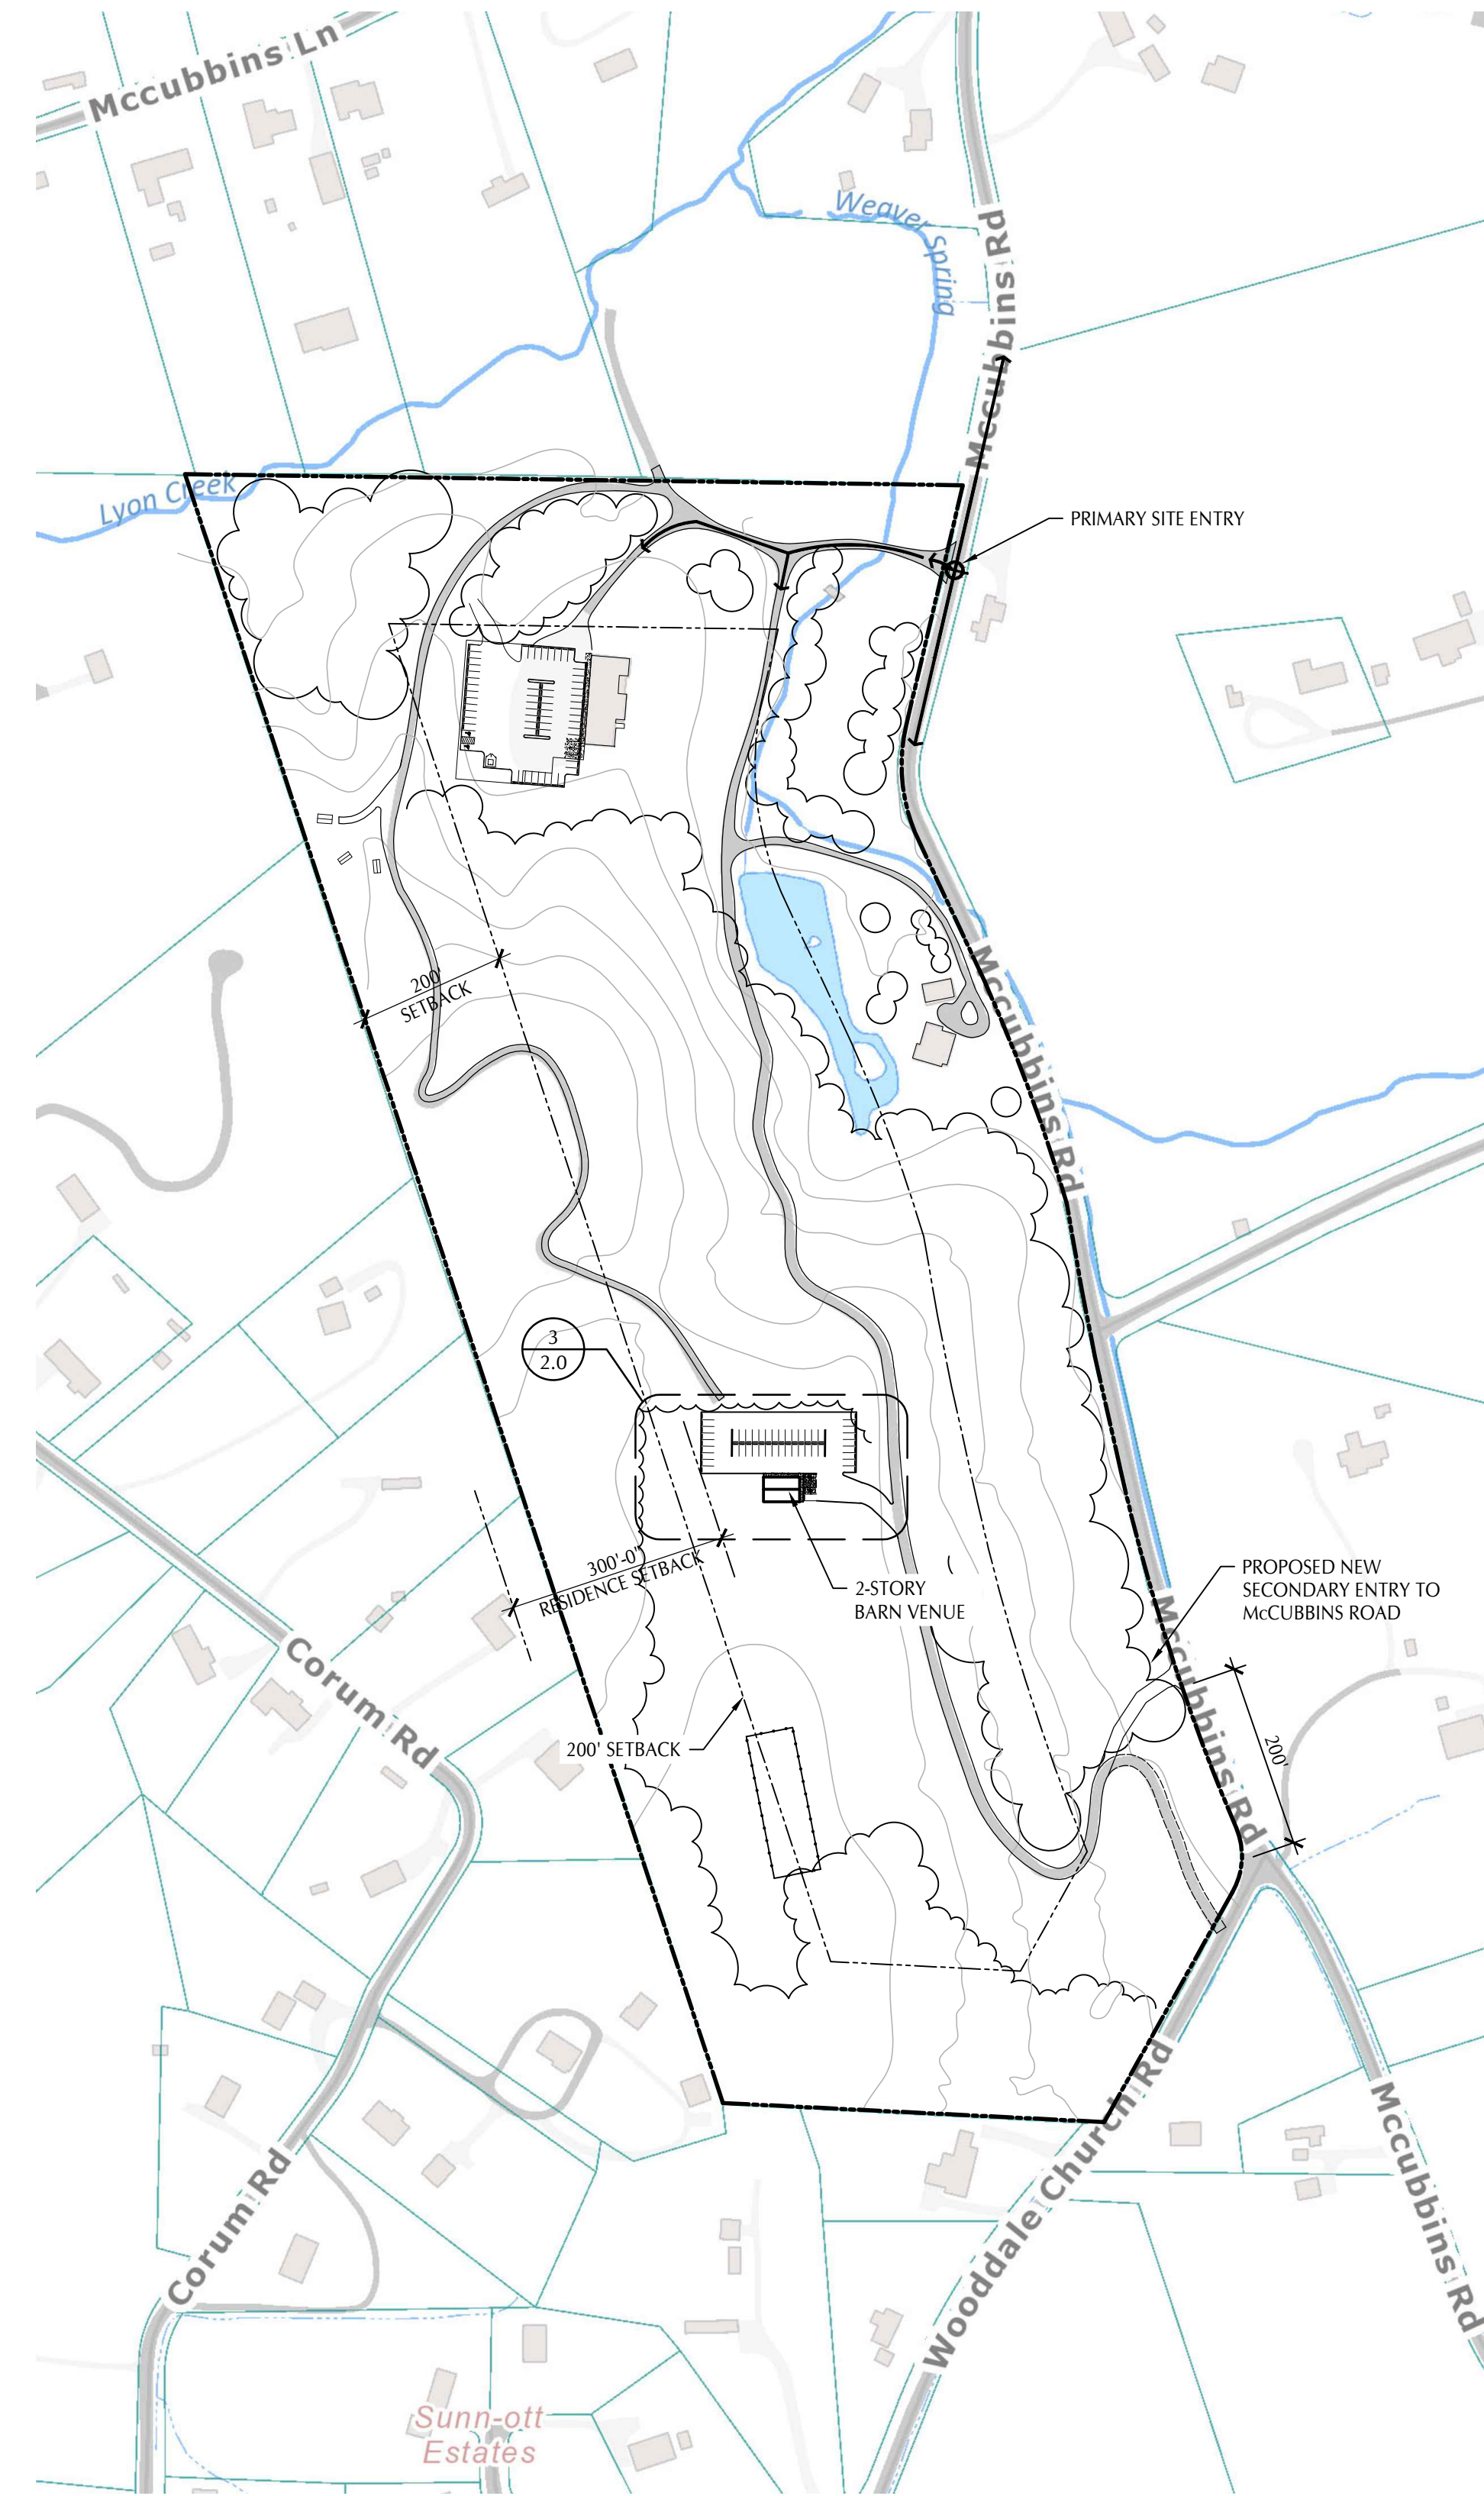 Mccubbins Ln
Weaver Spring
Mccubbins Rd
Lyon Creek
PRIMARY SITE ENTRY
200'
SETBACK
Mccubbins Rd
3
2.0
300'-0"
RESIDENCE SETBACK
2-STORY
BARN VENUE
PROPOSED NEW
SECONDARY ENTRY TO
McCUBBINS ROAD
Corum Rd
200' SETBACK
Mccubbins Rd
200'
Corum Rd
Wooddale Church Rd
Mccubbins Rd
Sunn-ott
Estates